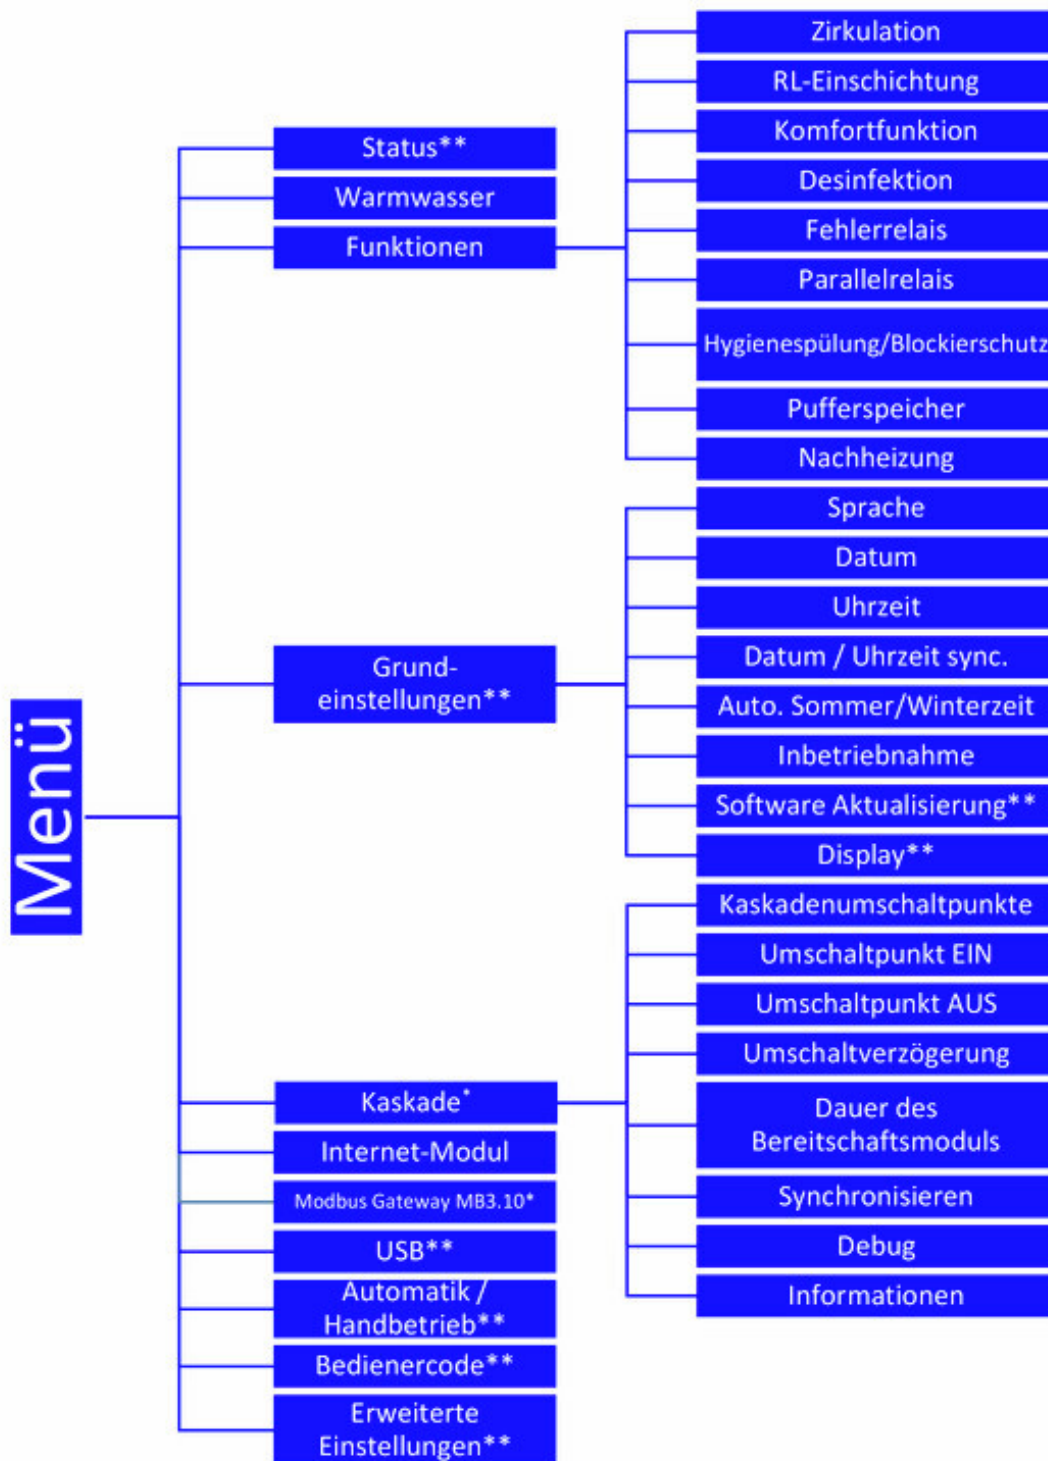 Menü
Status**
Warmwasser
Funktionen
Zirkulation
RL-Einschichtung
Komfortfunktion
Desinfektion
Fehlerrelais
Parallelrelais
Hygienespülung/Blockierschutz
Pufferspeicher
Nachheizung
Grund-
einstellungen**
Sprache
Datum
Uhrzeit
Datum / Uhrzeit sync.
Auto. Sommer/Winterzeit
Inbetriebnahme
Software Aktualisierung**
Display**
Kaskade*
Kaskadenumschaltpunkte
Umschaltpunkt EIN
Umschaltpunkt AUS
Umschaltverzögerung
Dauer des
Bereitschaftsmoduls
Synchronisieren
Debug
Informationen
Internet-Modul
Modbus Gateway MB3.10*
USB**
Automatik /
Handbetrieb**
Bedienercode**
Erweiterte
Einstellungen**